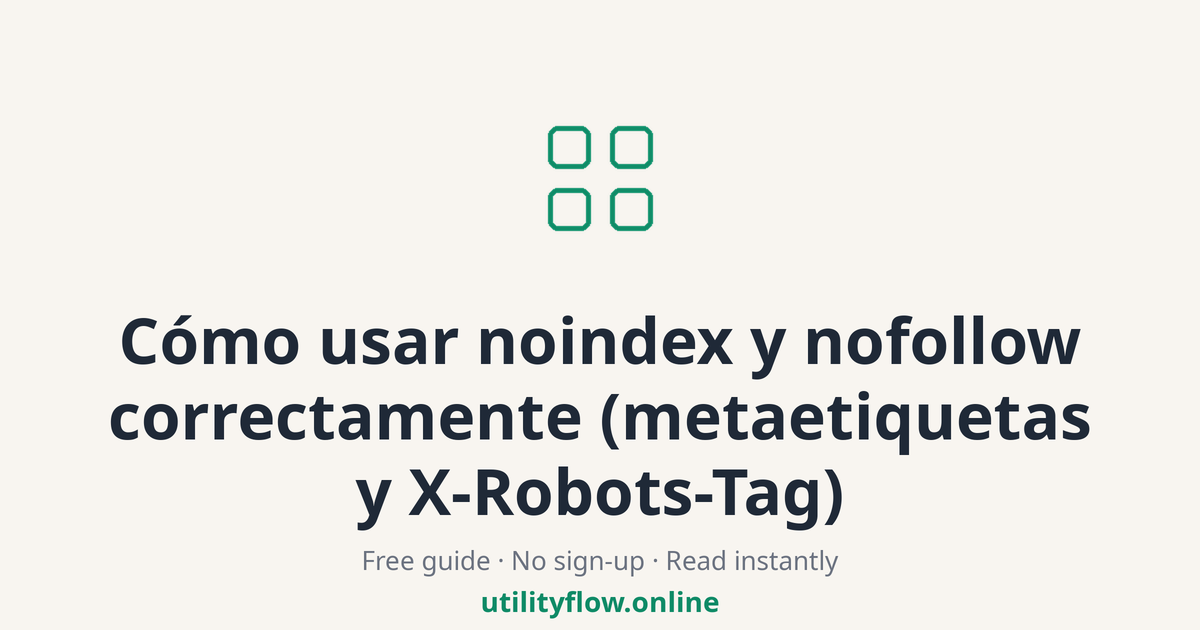 Cómo usar noindex y nofollow
correctamente (metaetiquetas
y X-Robots-Tag)
Free guide · No sign-up · Read instantly
utilityflow.online